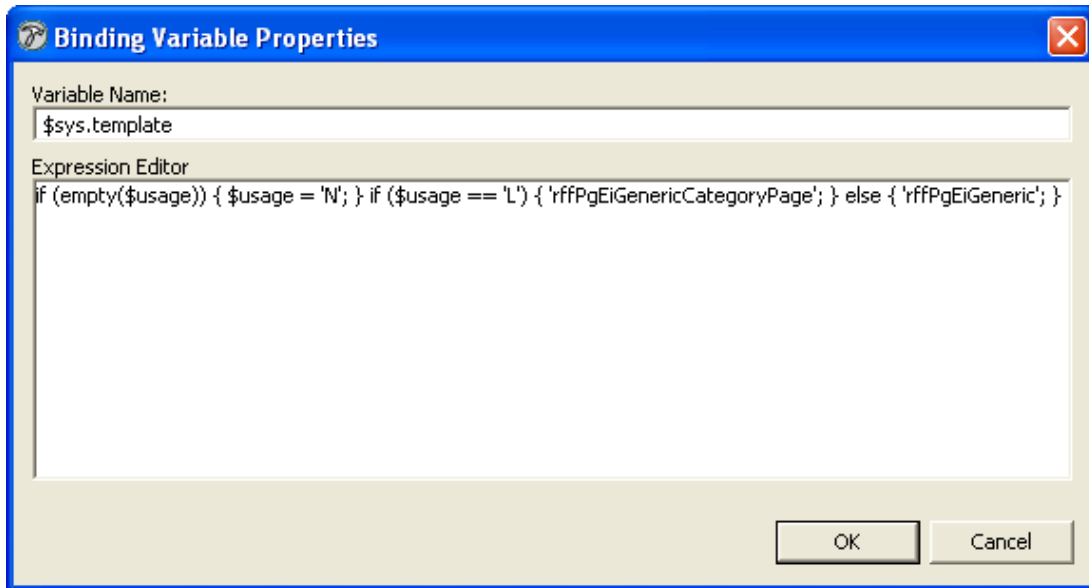 Binding Variable Properties
Variable Name:
$sys.template
Expression Editor
if (empty($usage)) { $usage = 'N'; } if ($usage == 'L') { 'rffPgEiGenericCategoryPage'; } else { 'rffPgEiGeneric'; }
OK Cancel